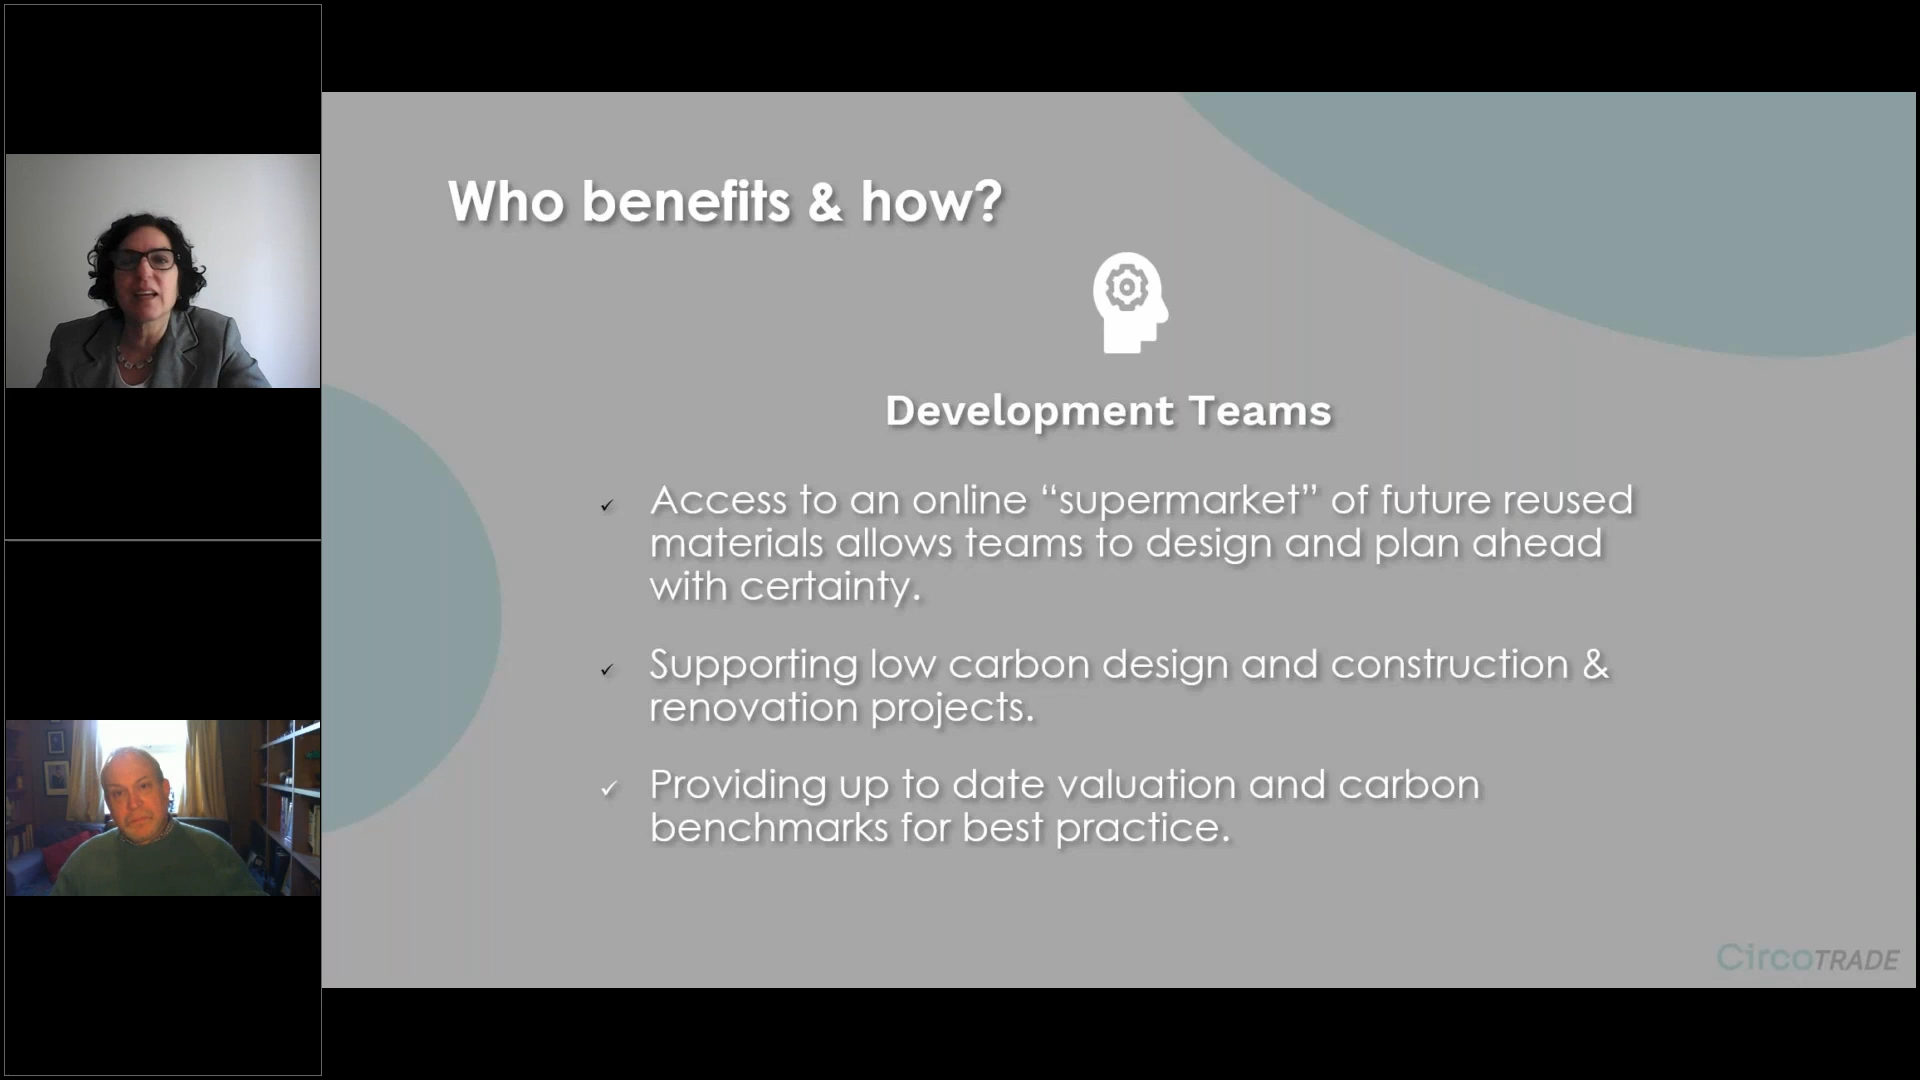 Who benefits & how?
Development Teams
✓ Access to an online “supermarket” of future reused
materials allows teams to design and plan ahead
with certainty.
✓ Supporting low carbon design and construction &
renovation projects.
✓ Providing up to date valuation and carbon
benchmarks for best practice.
CircoTRADE